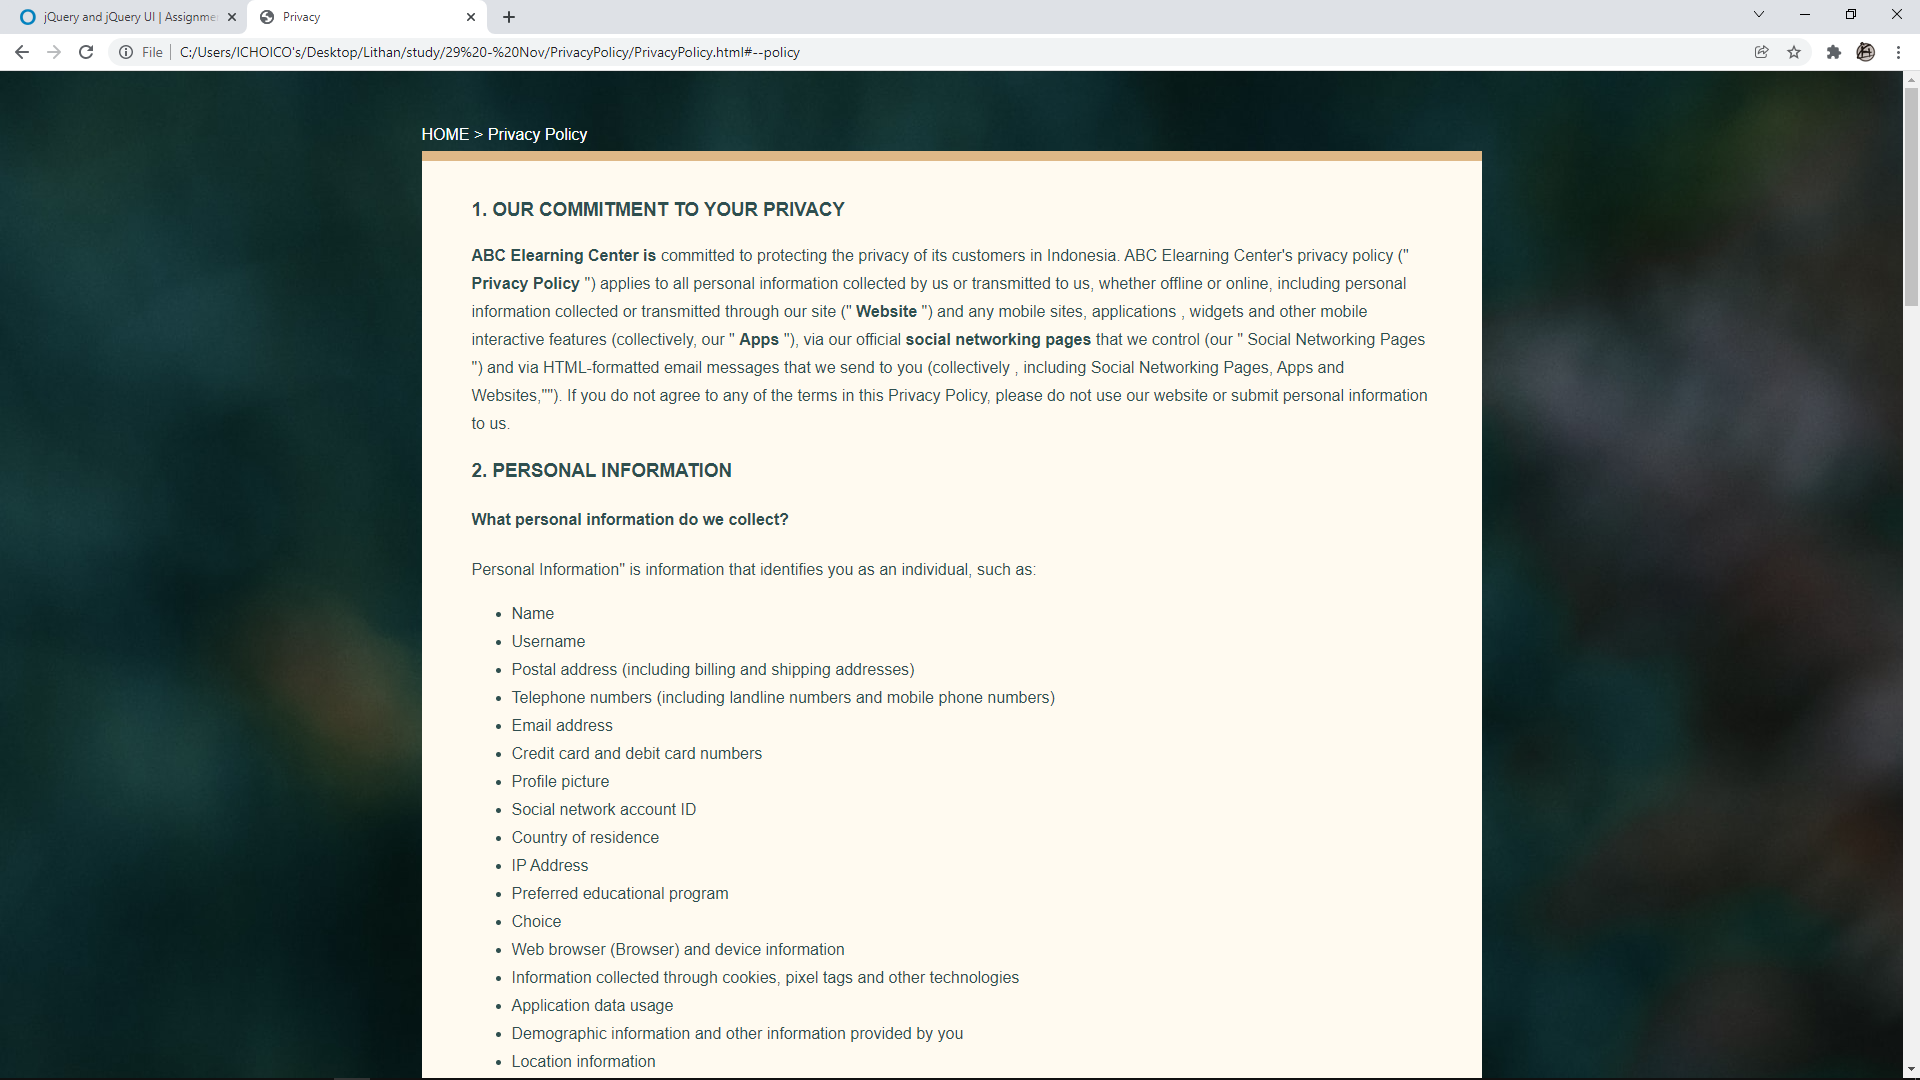 jQuery and jQuery UI | Assignme
Privacy
File
C:/Users/ICHOICO's/Desktop/Lithan/study/29%20-%20Nov/PrivacyPolicy/PrivacyPolicy.html#--policy
HOME > Privacy Policy
1. OUR COMMITMENT TO YOUR PRIVACY
ABC Elearning Center is committed to protecting the privacy of its customers in Indonesia. ABC Elearning Center's privacy policy ("
Privacy Policy ") applies to all personal information collected by us or transmitted to us, whether offline or online, including personal
information collected or transmitted through our site (" Website ") and any mobile sites, applications , widgets and other mobile
interactive features (collectively, our " Apps "), via our official social networking pages that we control (our " Social Networking Pages
") and via HTML-formatted email messages that we send to you (collectively , including Social Networking Pages, Apps and
Websites,""). If you do not agree to any of the terms in this Privacy Policy, please do not use our website or submit personal information
to us.
2. PERSONAL INFORMATION
What personal information do we collect?
Personal Information" is information that identifies you as an individual, such as:
• Name
• Username
• Postal address (including billing and shipping addresses)
• Telephone numbers (including landline numbers and mobile phone numbers)
• Email address
• Credit card and debit card numbers
• Profile picture
• Social network account ID
• Country of residence
• IP Address
• Preferred educational program
• Choice
• Web browser (Browser) and device information
• Information collected through cookies, pixel tags and other technologies
• Application data usage
• Demographic information and other information provided by you
• Location information